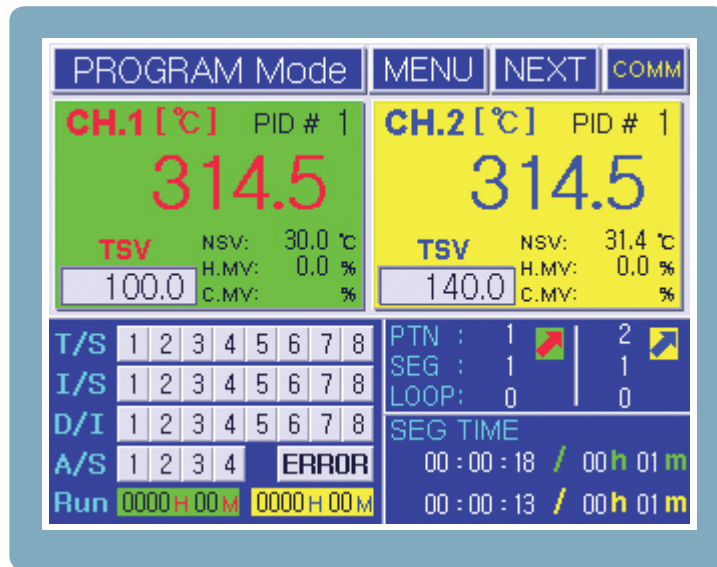 PROGRAM Mode MENU NEXT COMM
CH.1 [℃] PID # 1
314.5
TSV
100.0
NSV: 30.0 ℃
H.MV: 0.0 %
C.MV: %
CH.2 [℃] PID # 1
314.5
TSV
140.0
NSV: 31.4 ℃
H.MV: 0.0 %
C.MV: %
T/S 1 2 3 4 5 6 7 8
I/S 1 2 3 4 5 6 7 8
D/I 1 2 3 4 5 6 7 8
A/S 1 2 3 4 ERROR
Run 0000 H 00 M 0000 H 00 M
PTN : 1 2
SEG : 1 1
LOOP: 0 0
SEG TIME
00 : 00 : 18 / 00 h 01 m
00 : 00 : 13 / 00 h 01 m